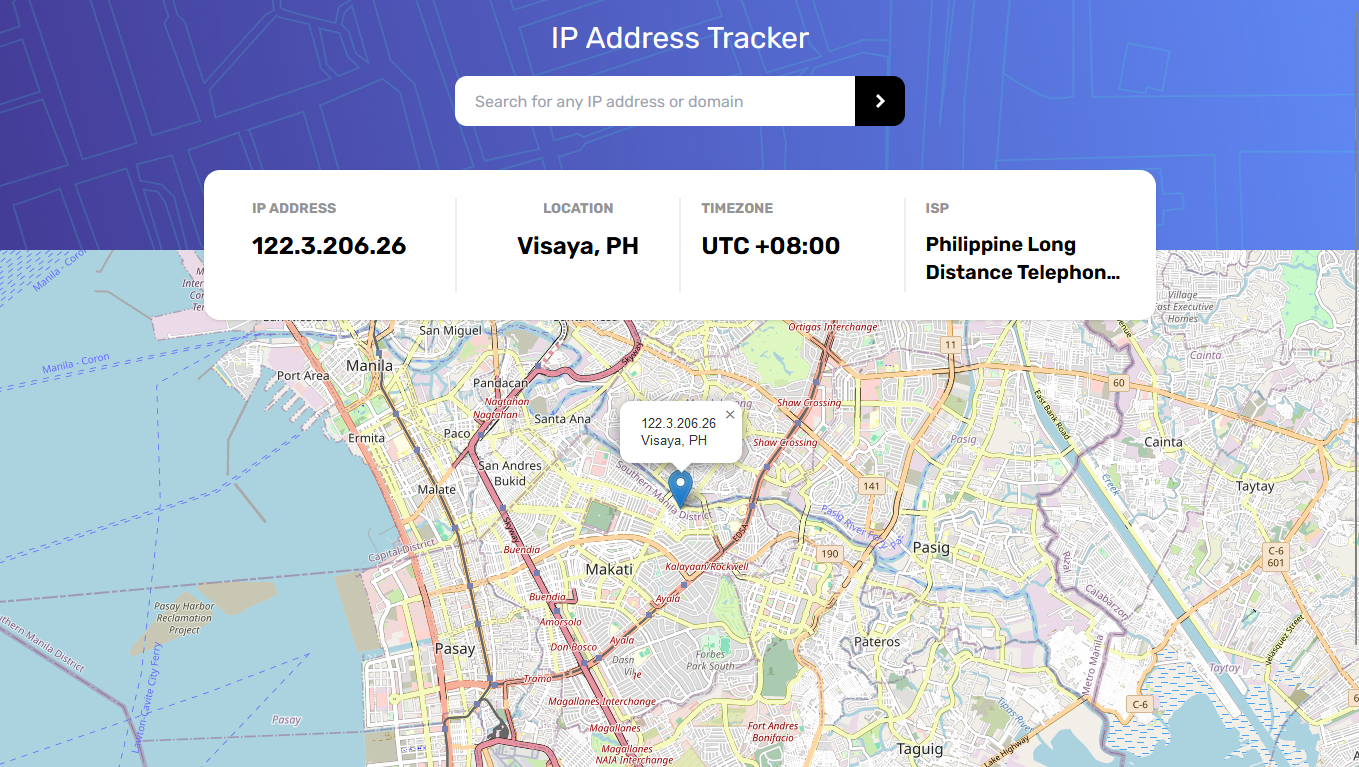 IP Address Tracker
Search for any IP address or domain
IP ADDRESS
122.3.206.26
LOCATION
Visaya, PH
TIMEZONE
UTC +08:00
ISP
Philippine Long
Distance Telephon...
Manila - Coron
Village
East Executive
Homes
San Miguel
Skyway
Ortigas Interchange
11
Cainta
Manila - Coron
Port Area
Manila
Pandacan
60
Nagtahan
Nagtahan
Santa Ana
122.3.206.26
Visaya, PH
×
Shaw Crossing
Shaw Crossing
East Bank Road
Ermita
Paco
Pasig
Cainta
San Andres
Bukid
Malate
Southern Manila District
141
Creek
Taytay
Skyway
EDSA
Capital District
Buendia
190
Pasig
C-6
601
Makati
Kalayaan Rockwell
Rizal
Calabarzon
Pasay Harbor
Reclamation
Project
Buendia
Ayala
Amorsolo
Southern Manila District
Pasay
Don Bosco
Ayala
Forbes
Park South
Pateros
Metro Manila
Velasquez Street
Taytay
Lawton-Cavite City Ferry
Tramo
Magallanes Interchange
C-6
Pasay
Magallanes
Fort Andres
Bonifacio
Magallanes
NAIA Interchange
Taguig
Lake Highway